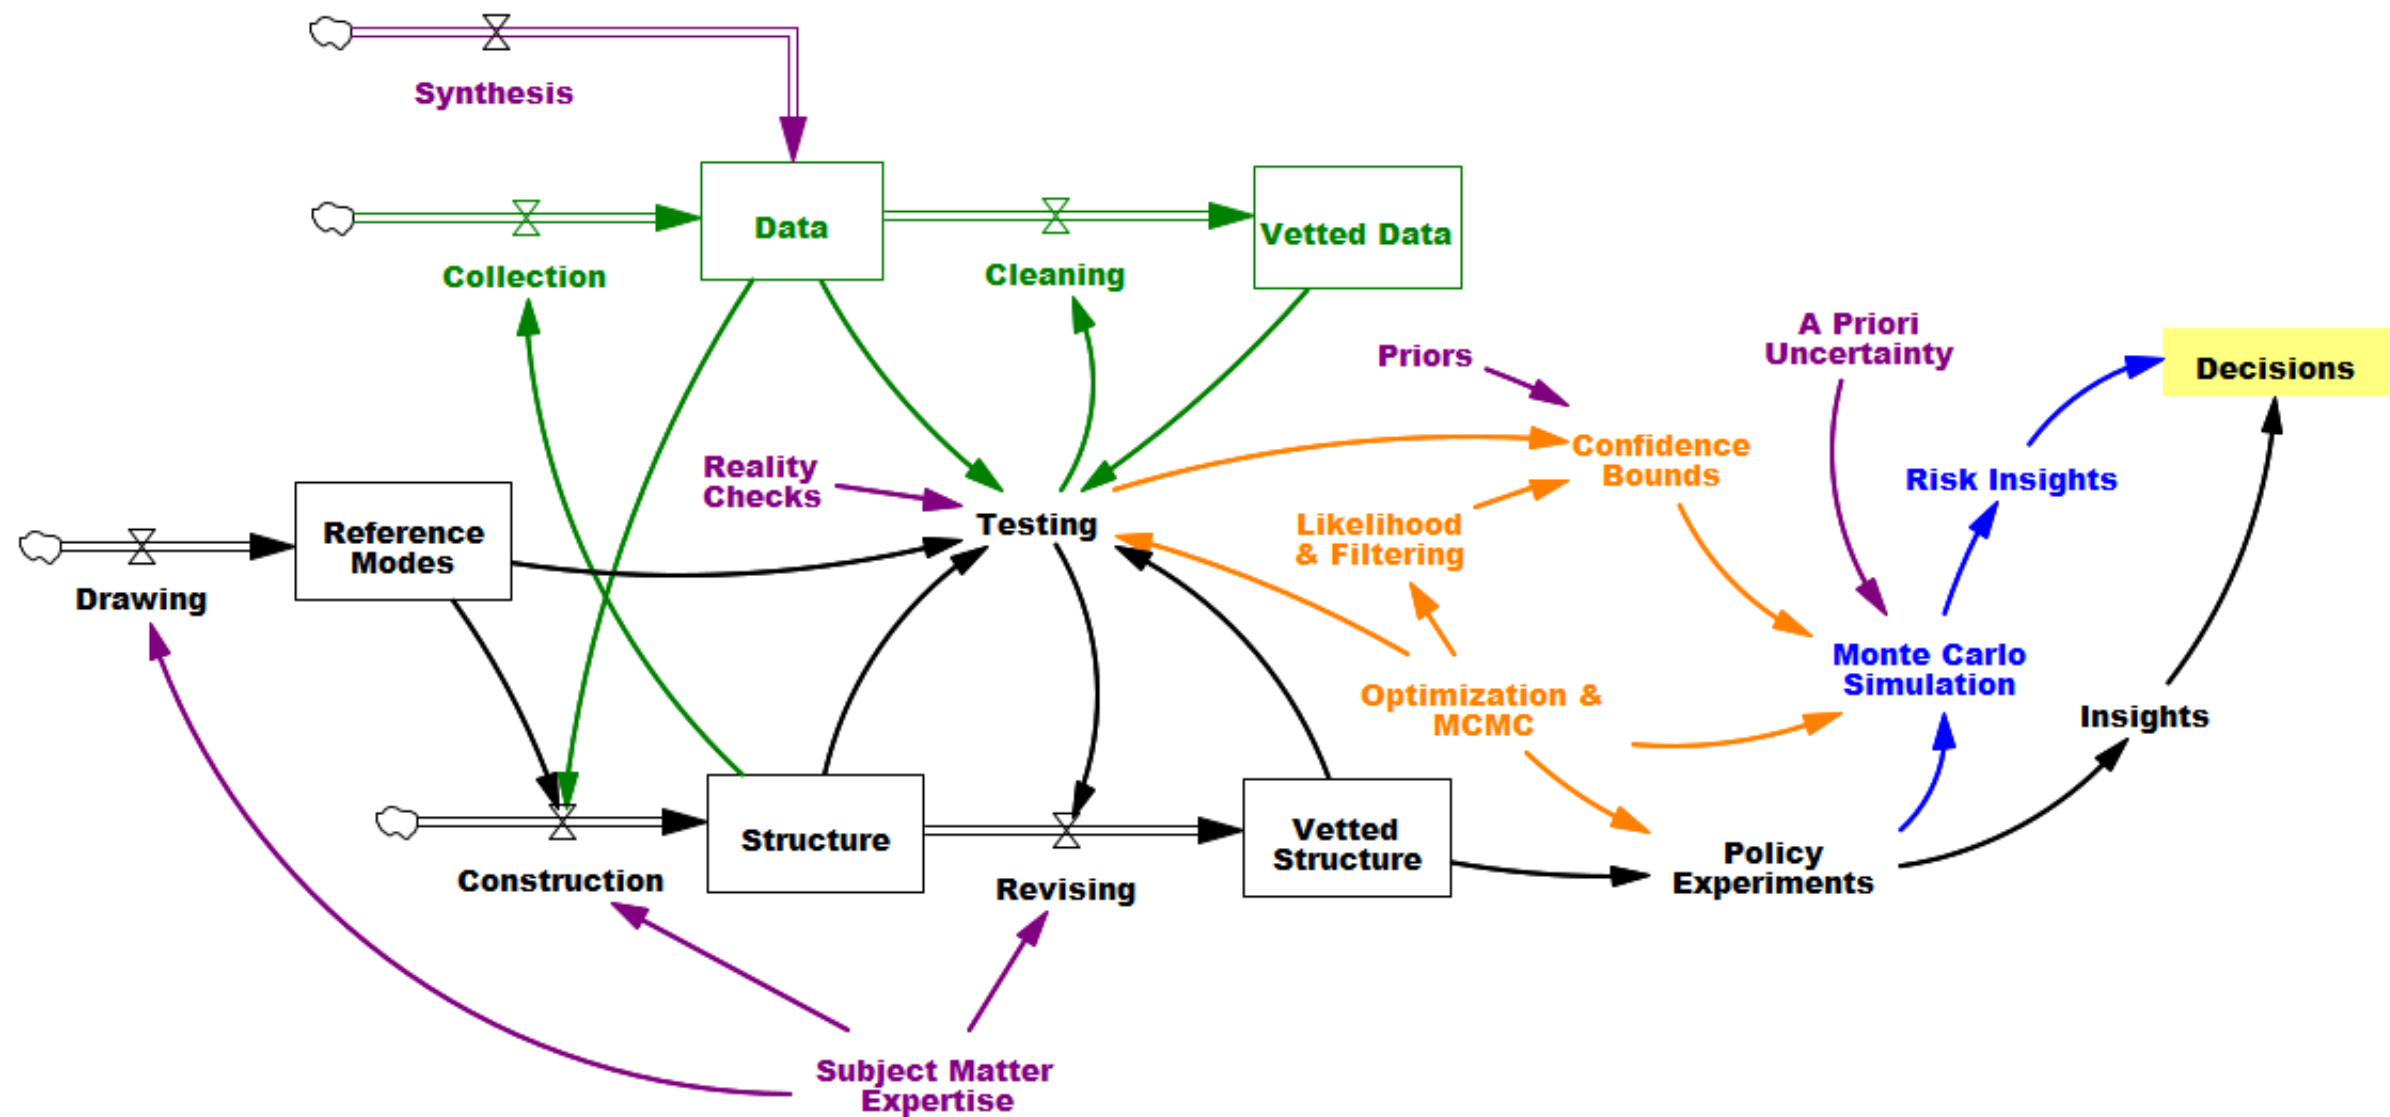 Synthesis
Data
Vetted Data
Collection
Cleaning
A Priori
Uncertainty
Priors
Decisions
Confidence
Bounds
Reality
Checks
Risk Insights
Testing
Likelihood
& Filtering
Reference
Modes
Drawing
Monte Carlo
Simulation
Optimization &
MCMC
Insights
Structure
Vetted
Structure
Policy
Experiments
Construction
Revising
Subject Matter
Expertise